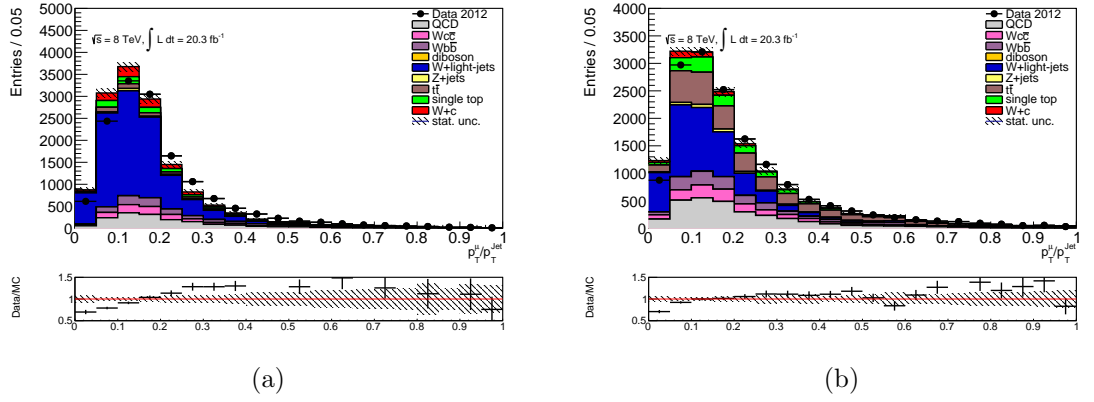 5000
4500
4000
3500
3000
2500
2000
1500
1000
500
0
Entries / 0.05
√s = 8 TeV, ∫ L dt = 20.3 fb⁻¹
Data 2012
QCD
Wcc̄
Wbb̄
diboson
W+light-jets
Z+jets
tt̄
single top
W+c
stat. unc.
0 0.1 0.2 0.3 0.4 0.5 0.6 0.7 0.8 0.9 1
p_T^μ/p_T^Jet
Data/MC
1.5
1
0.5
0 0.1 0.2 0.3 0.4 0.5 0.6 0.7 0.8 0.9 1
(a)
4000
3500
3000
2500
2000
1500
1000
500
0
Entries / 0.05
√s = 8 TeV, ∫ L dt = 20.3 fb⁻¹
Data 2012
QCD
Wcc̄
Wbb̄
diboson
W+light-jets
Z+jets
tt̄
single top
W+c
stat. unc.
0 0.1 0.2 0.3 0.4 0.5 0.6 0.7 0.8 0.9 1
p_T^μ/p_T^Jet
Data/MC
1.5
1
0.5
0 0.1 0.2 0.3 0.4 0.5 0.6 0.7 0.8 0.9 1
(b)